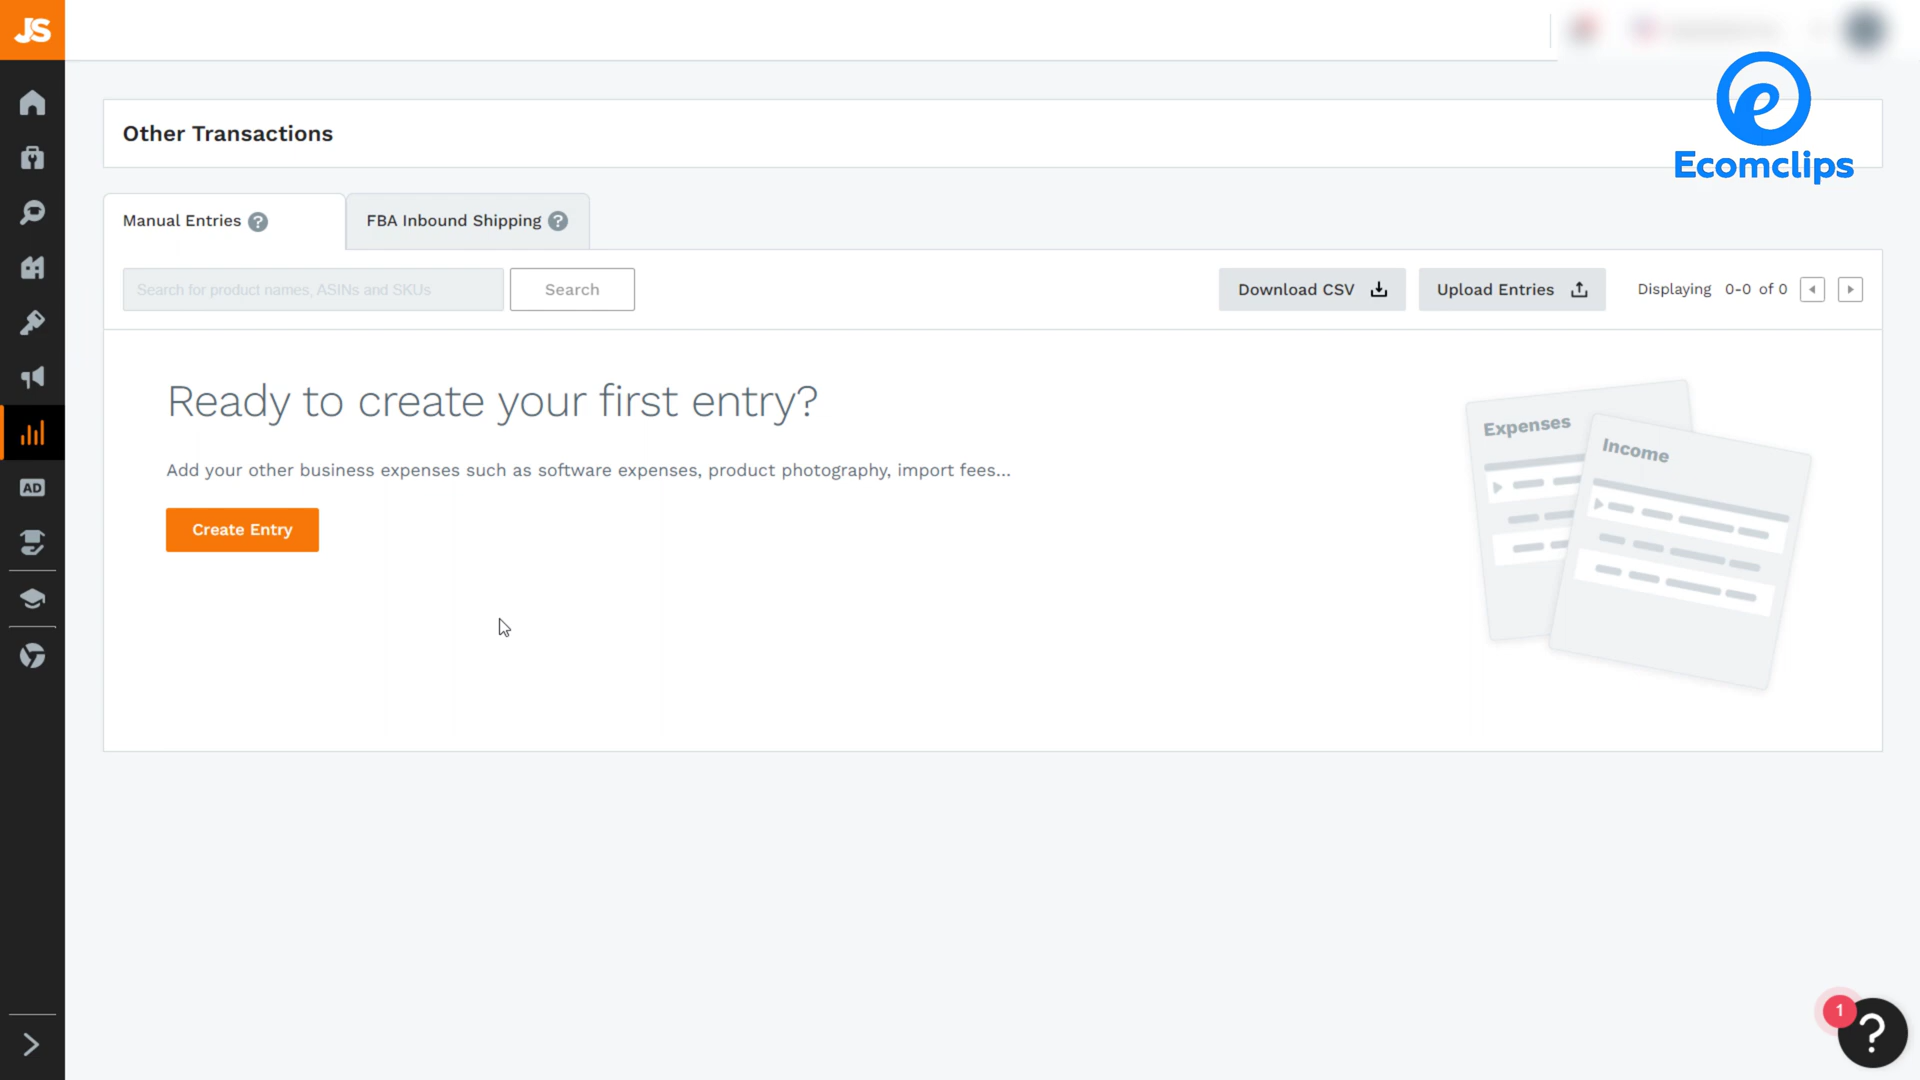 JS
Ecomclips
Other Transactions
Manual Entries ?
FBA Inbound Shipping ?
Search for product names, ASINs and SKUs
Search
Download CSV
Upload Entries
Displaying 0-0 of 0
Ready to create your first entry?
Add your other business expenses such as software expenses, product photography, import fees...
Create Entry
Expenses
Income
AD
1
?